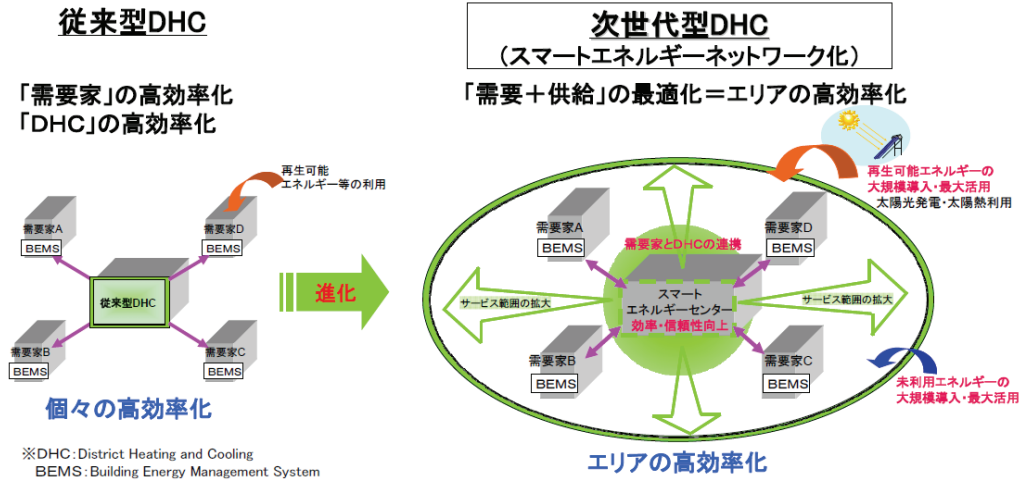 従来型DHC
「需要家」の高効率化
「DHC」の高効率化
再生可能
エネルギー等の利用
需要家A
BEMS
需要家D
BEMS
従来型DHC
需要家B
BEMS
需要家C
BEMS
個々の高効率化
※DHC:District Heating and Cooling
BEMS:Building Energy Management System
進化
次世代型DHC
(スマートエネルギーネットワーク化)
「需要+供給」の最適化=エリアの高効率化
再生可能エネルギーの
大規模導入・最大活用
太陽光発電・太陽熱利用
需要家A
BEMS
需要家D
BEMS
需要家とDHCの連携
サービス範囲の拡大
スマート
エネルギーセンター
効率・信頼性向上
サービス範囲の拡大
需要家B
BEMS
需要家C
BEMS
未利用エネルギーの
大規模導入・最大活用
エリアの高効率化